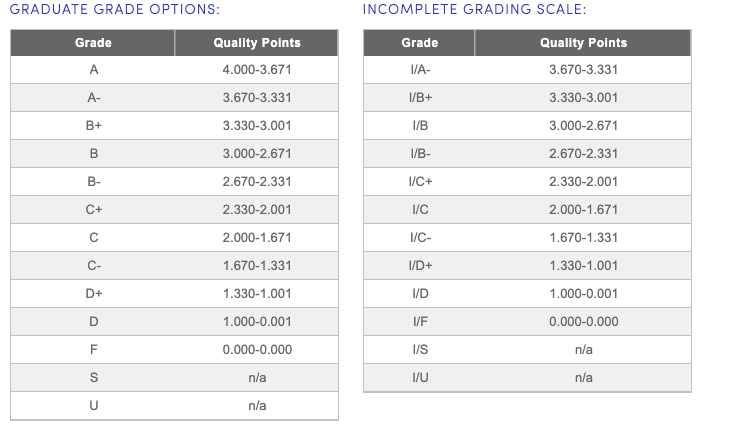 GRADUATE GRADE OPTIONS:
Grade Quality Points
A 4.000-3.671
A- 3.670-3.331
B+ 3.330-3.001
B 3.000-2.671
B- 2.670-2.331
C+ 2.330-2.001
C 2.000-1.671
C- 1.670-1.331
D+ 1.330-1.001
D 1.000-0.001
F 0.000-0.000
S n/a
U n/a
INCOMPLETE GRADING SCALE:
Grade Quality Points
I/A- 3.670-3.331
I/B+ 3.330-3.001
I/B 3.000-2.671
I/B- 2.670-2.331
I/C+ 2.330-2.001
I/C 2.000-1.671
I/C- 1.670-1.331
I/D+ 1.330-1.001
I/D 1.000-0.001
I/F 0.000-0.000
I/S n/a
I/U n/a